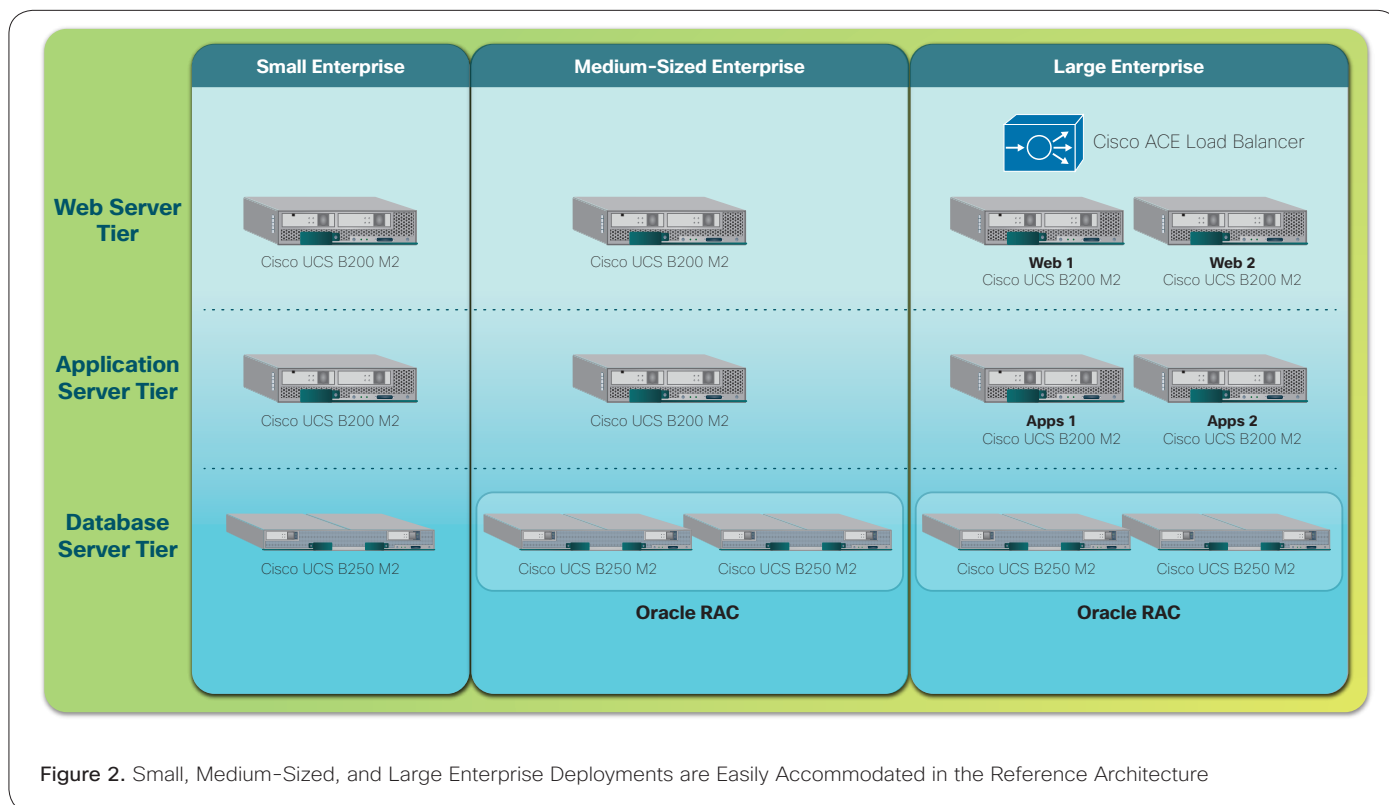 Small Enterprise
Medium-Sized Enterprise
Large Enterprise
Cisco ACE Load Balancer
Web Server
Tier
Cisco UCS B200 M2
Cisco UCS B200 M2
Web 1
Cisco UCS B200 M2
Web 2
Cisco UCS B200 M2
Application
Server Tier
Cisco UCS B200 M2
Cisco UCS B200 M2
Apps 1
Cisco UCS B200 M2
Apps 2
Cisco UCS B200 M2
Database
Server Tier
Cisco UCS B250 M2
Cisco UCS B250 M2
Cisco UCS B250 M2
Oracle RAC
Cisco UCS B250 M2
Cisco UCS B250 M2
Oracle RAC
Figure 2. Small, Medium-Sized, and Large Enterprise Deployments are Easily Accommodated in the Reference Architecture